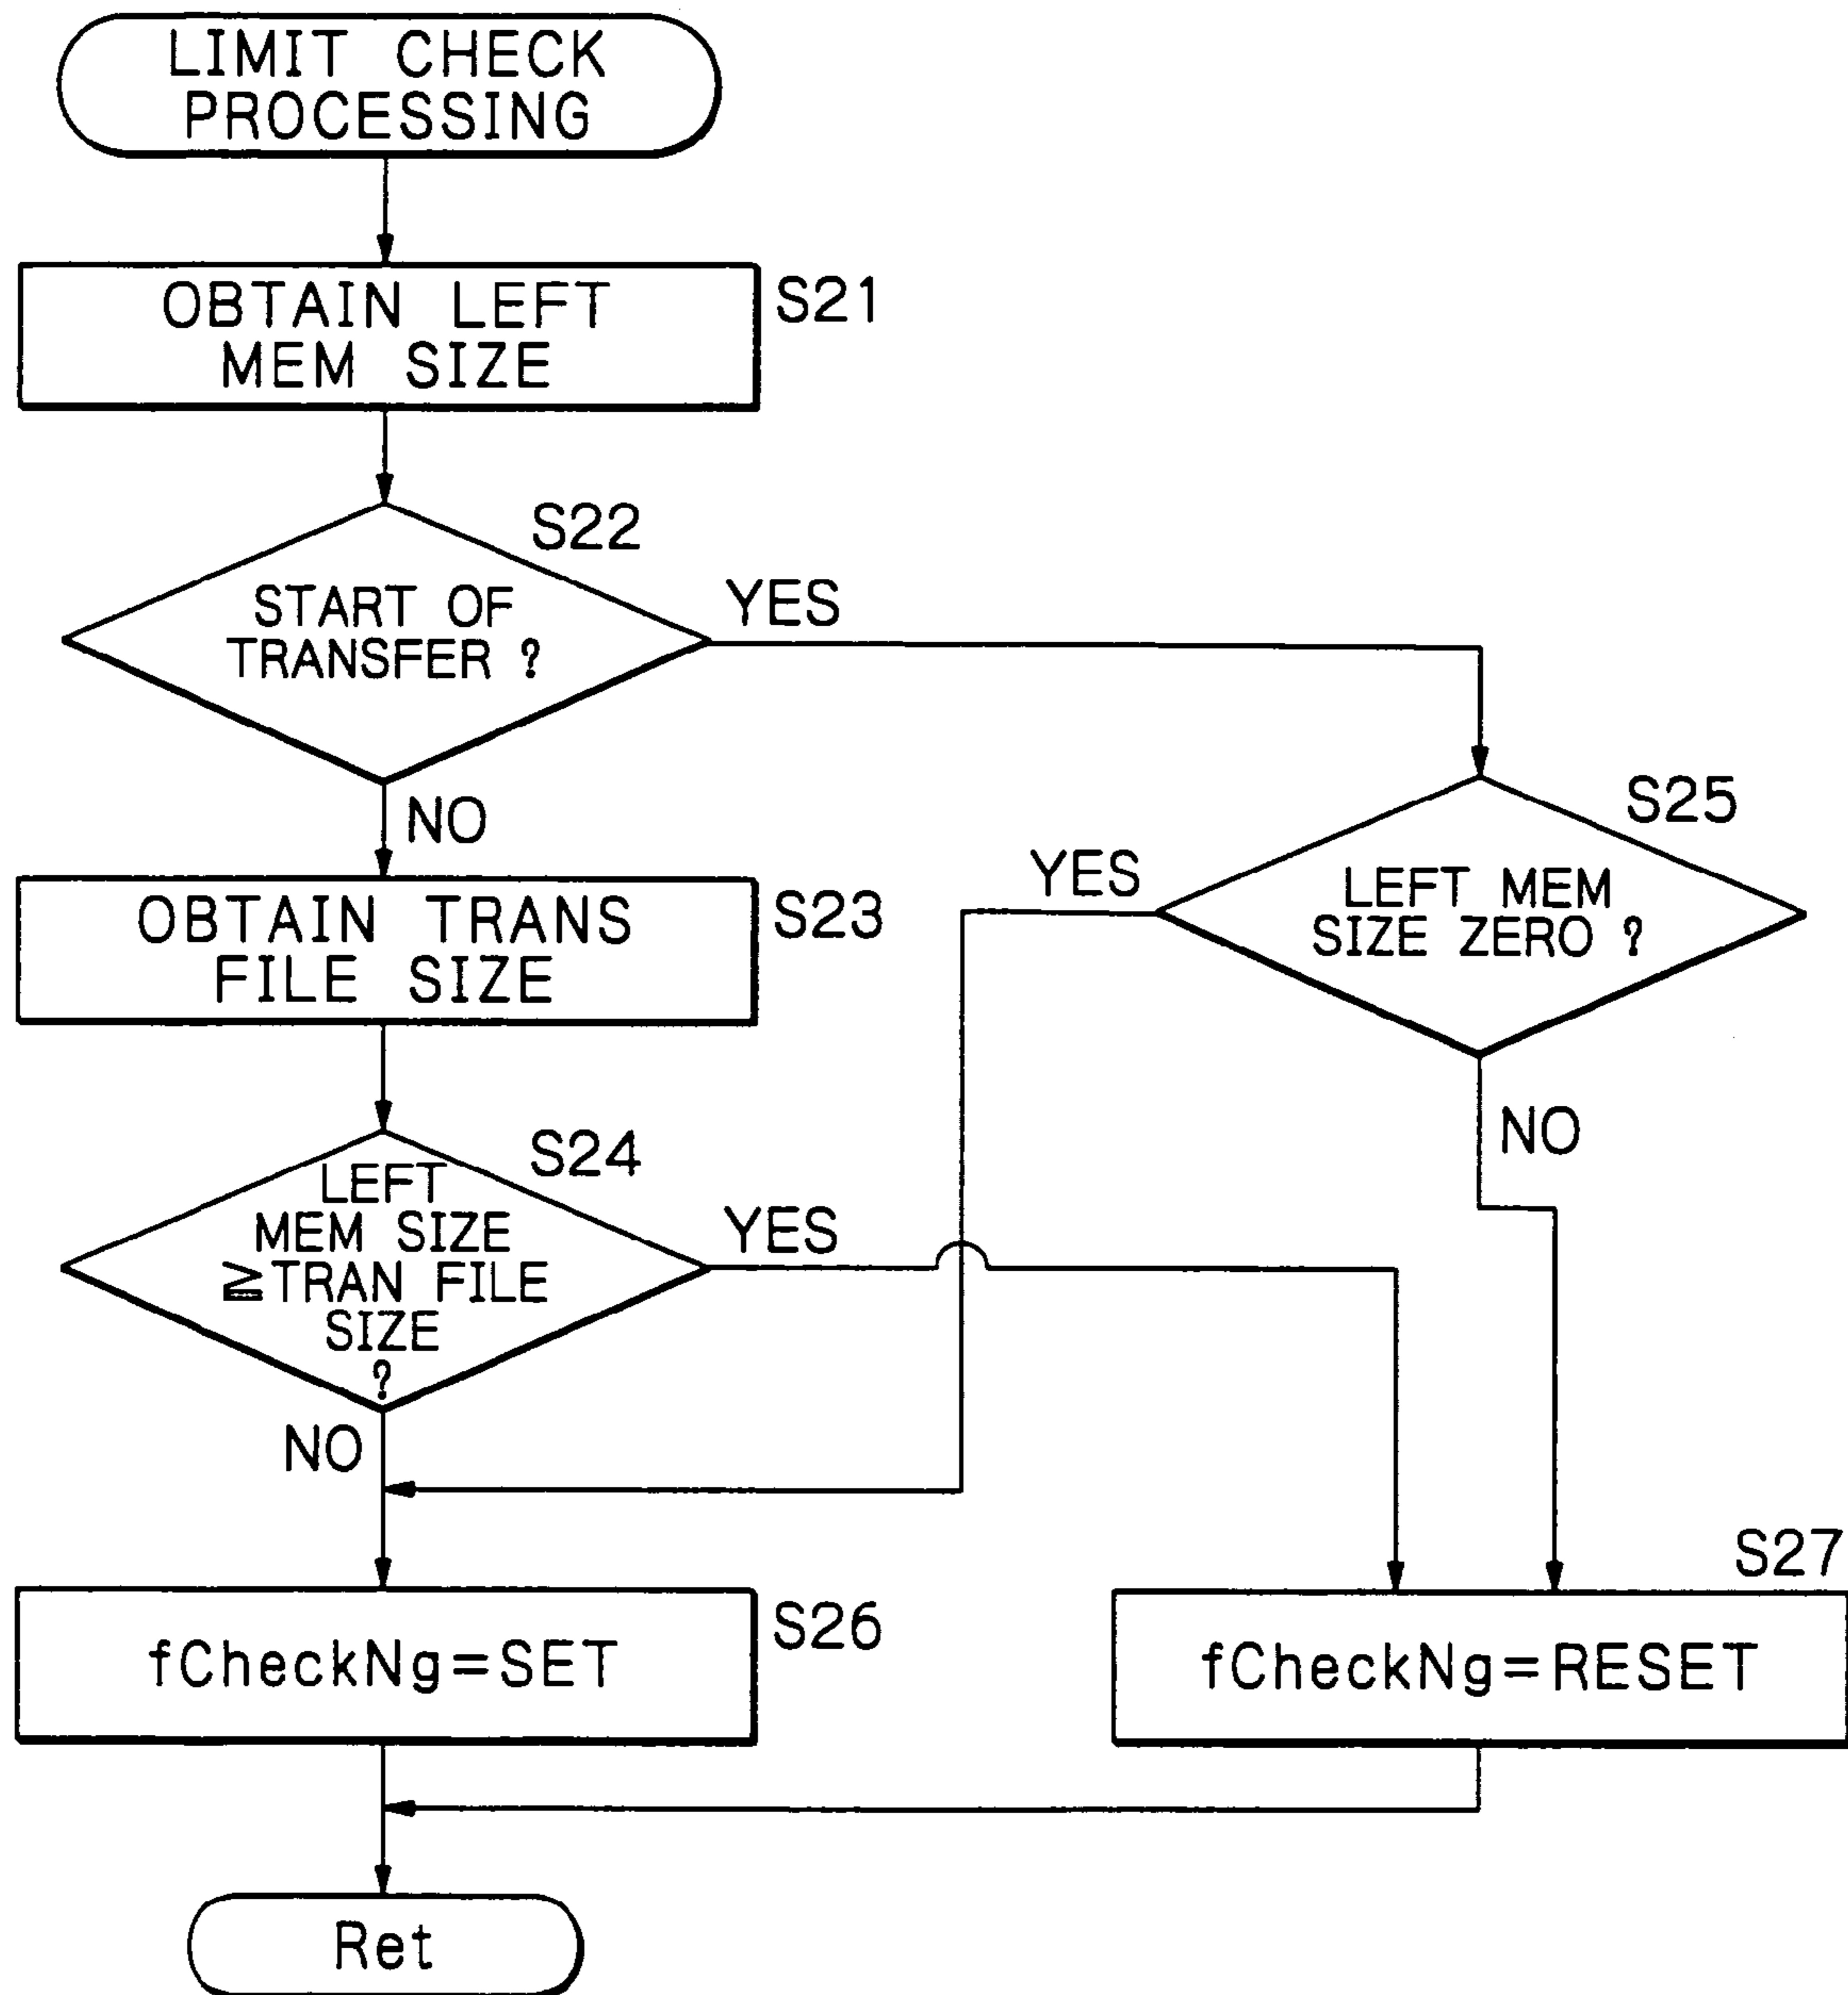 LIMIT CHECK
PROCESSING
OBTAIN LEFT
MEM SIZE
S21
S22
START OF
TRANSFER ?
YES
NO
OBTAIN TRANS
FILE SIZE
S23
S25
YES
LEFT MEM
SIZE ZERO ?
NO
S24
LEFT
MEM SIZE
≧TRAN FILE
SIZE
?
YES
NO
fCheckNg=SET
S26
S27
fCheckNg=RESET
Ret